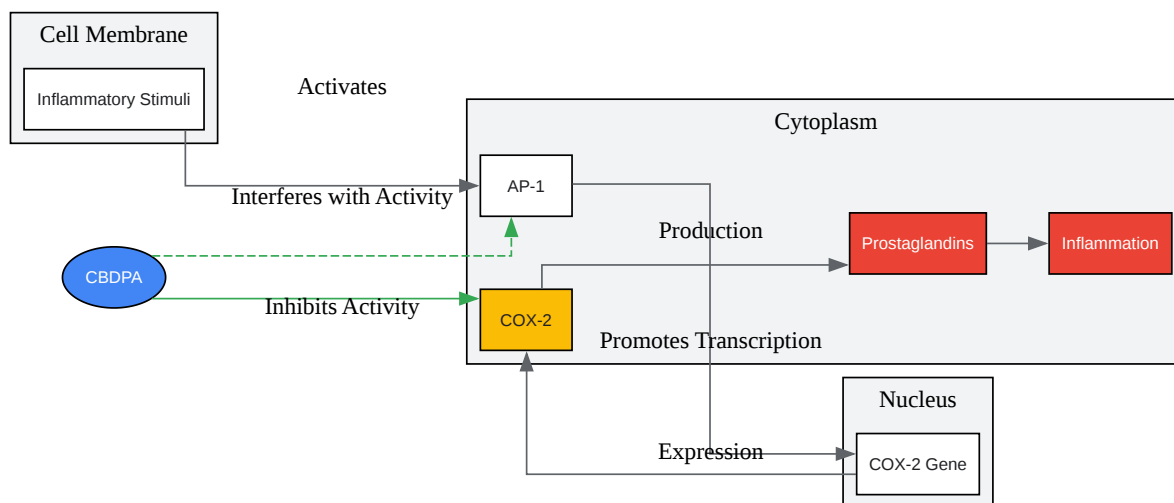 Cell Membrane
Inflammatory Stimuli
Activates
Cytoplasm
AP-1
Interferes with Activity
Production
Prostaglandins
Inflammation
CBDPA
Inhibits Activity
COX-2
Promotes Transcription
Nucleus
Expression
COX-2 Gene